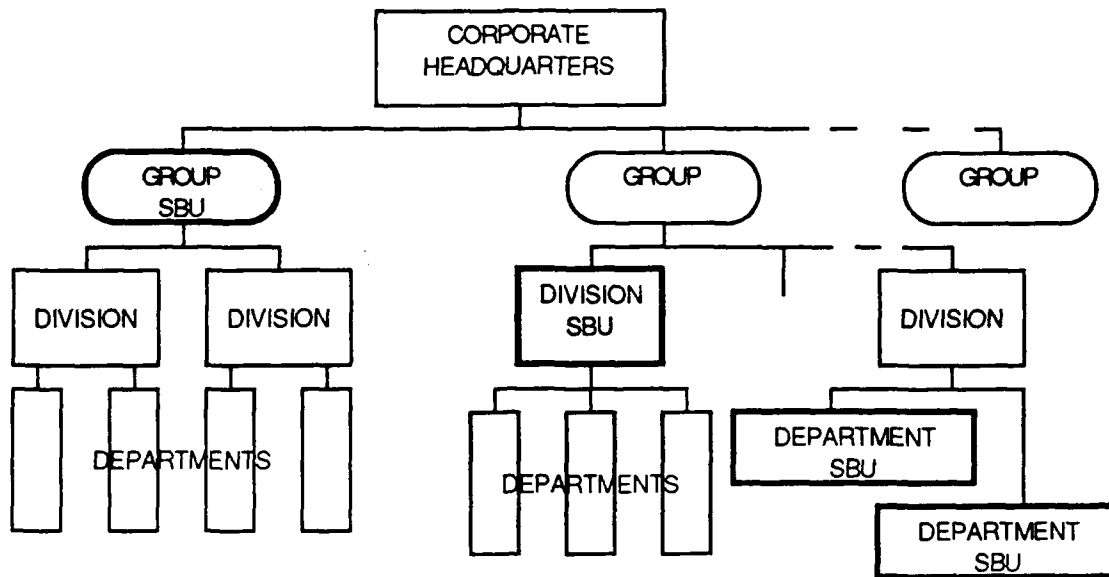 CORPORATE
HEADQUARTERS
GROUP
SBU
GROUP
GROUP
DIVISION
DIVISION
DIVISION
SBU
DIVISION
DEPARTMENTS
DEPARTMENTS
DEPARTMENT
SBU
DEPARTMENT
SBU